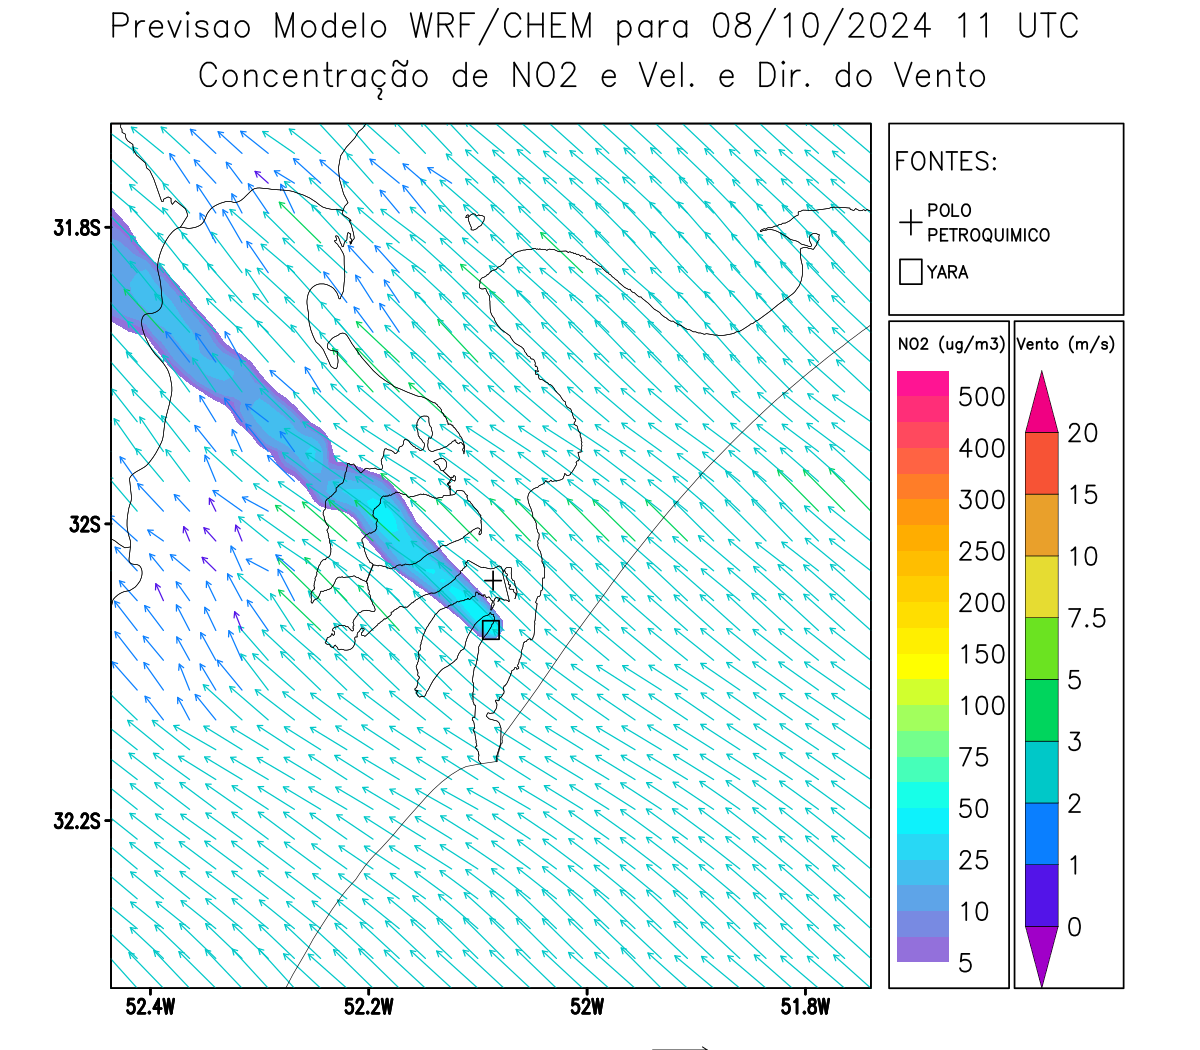 Previsao Modelo WRF/CHEM para 08/10/2024 11 UTC
Concentração de NO2 e Vel. e Dir. do Vento
FONTES:
POLO
PETROQUIMICO
YARA
NO2 (ug/m3)
500
400
300
250
200
150
100
75
50
25
10
5
Vento (m/s)
20
15
10
7.5
5
3
2
1
0
31.8S
32S
32.2S
52.4W
52.2W
52W
51.8W